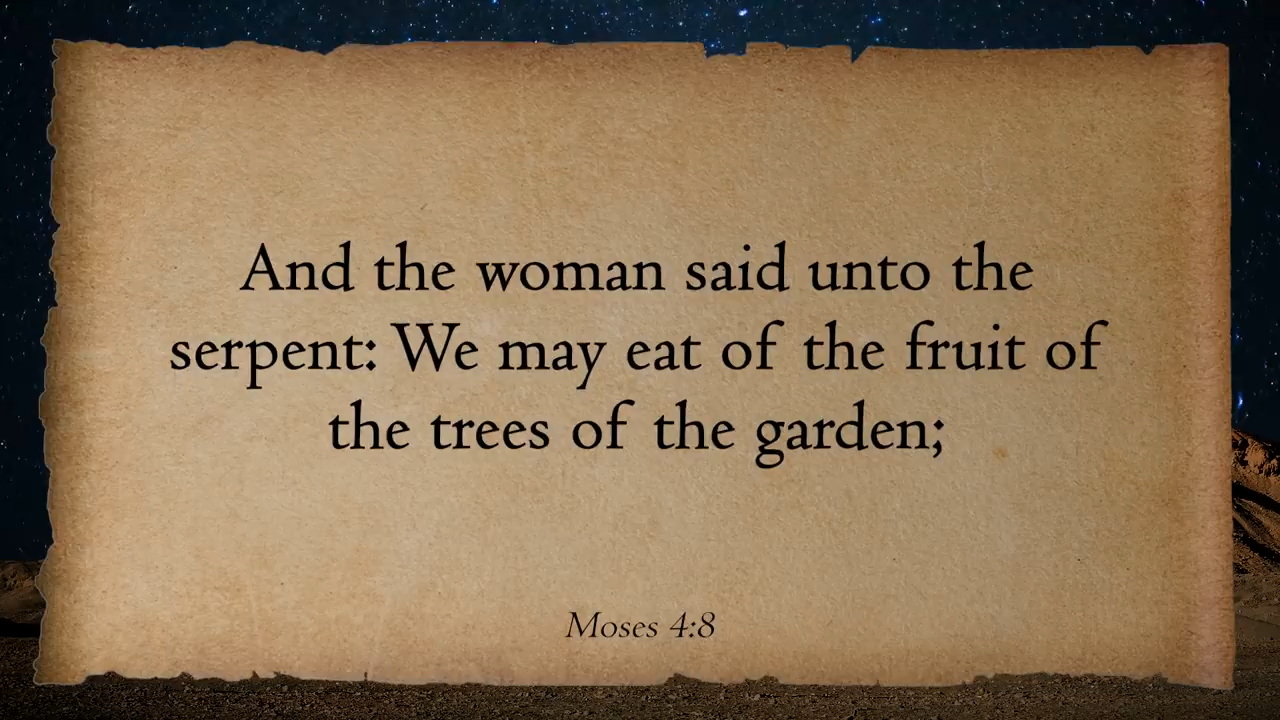 And the woman said unto the
serpent: We may eat of the fruit of
the trees of the garden;
Moses 4:8